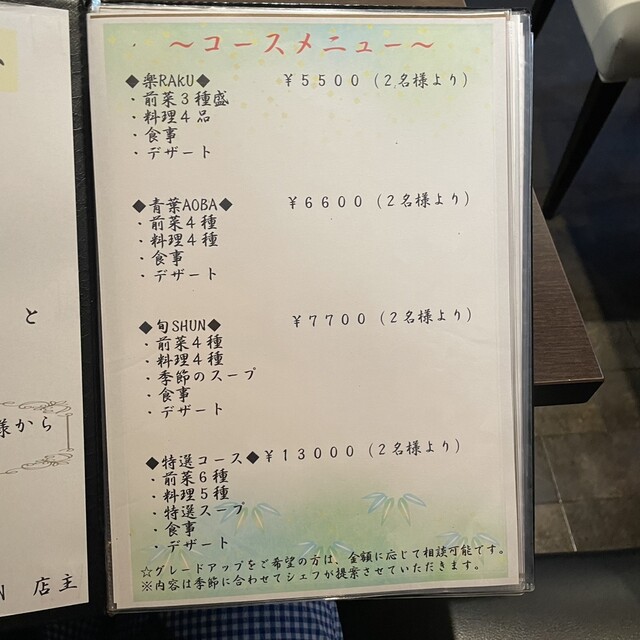 ～コースメニュー～
◆楽RAKU◆ ￥５５００（２名様より）
・前菜３種盛
・料理４品
・食事
・デザート
◆青葉AOBA◆ ￥６６００（２名様より）
・前菜４種
・料理４種
・食事
・デザート
◆旬SHUN◆ ￥７７００（２名様より）
・前菜４種
・料理４種
・季節のスープ
・食事
・デザート
◆特選コース◆￥１３０００（２名様より）
・前菜６種
・料理５種
・特選スープ
・食事
・デザート
☆グレードアップをご希望の方は、金額に応じて相談可能です。
※内容は季節に合わせてシェフが提案させていただきます。
と
様から
N 店主